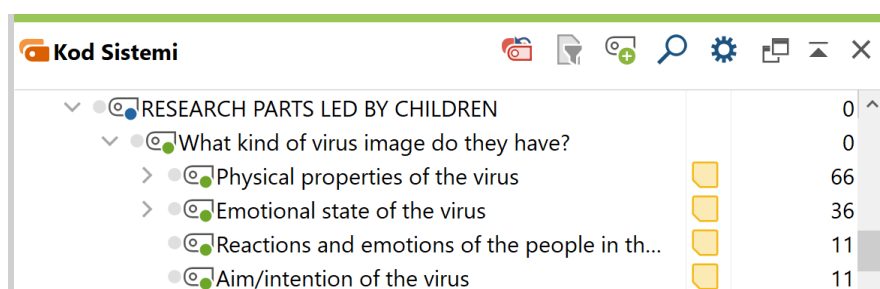 Kod Sistemi
RESEARCH PARTS LED BY CHILDREN 0
What kind of virus image do they have? 0
Physical properties of the virus 66
Emotional state of the virus 36
Reactions and emotions of the people in th... 11
Aim/intention of the virus 11